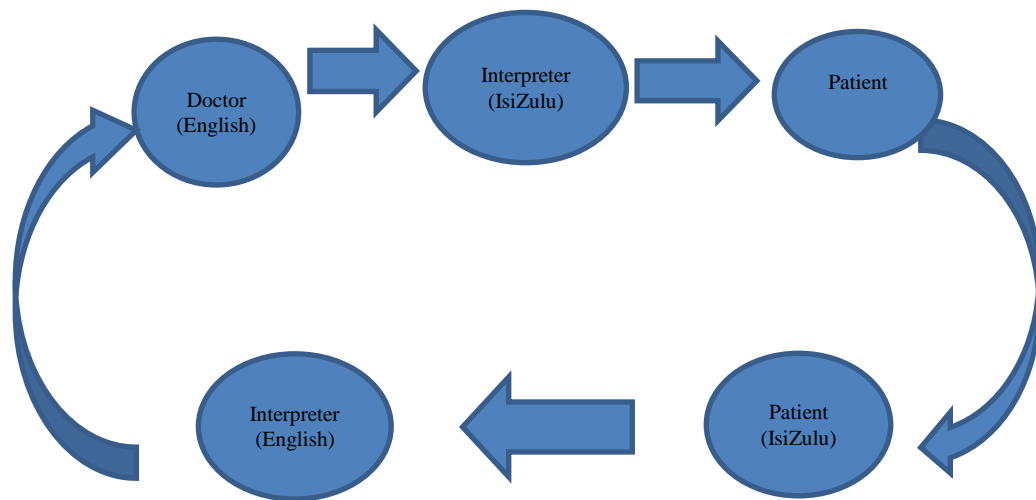 Doctor
(English)
Interpreter
(IsiZulu)
Patient
Interpreter
(English)
Patient
(IsiZulu)